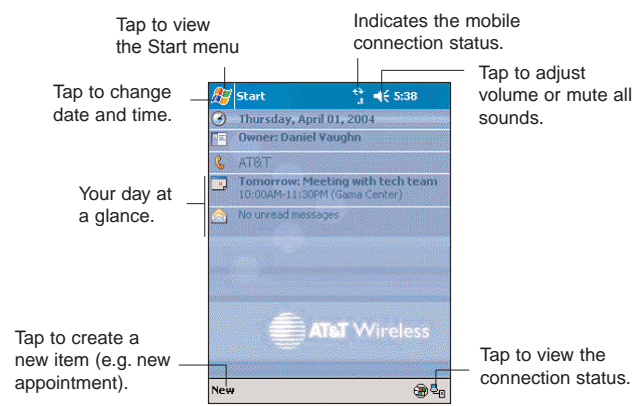 Tap to view
the Start menu
Indicates the mobile
connection status.
Tap to change
date and time.
Tap to adjust
volume or mute all
sounds.
Start
5:38
Thursday, April 01, 2004
Owner: Daniel Vaughn
AT&T
Your day at
a glance.
Tomorrow: Meeting with tech team
10:00AM-11:30PM (Gama Center)
No unread messages
AT&T Wireless
Tap to create a
new item (e.g. new
appointment).
Tap to view the
connection status.
New